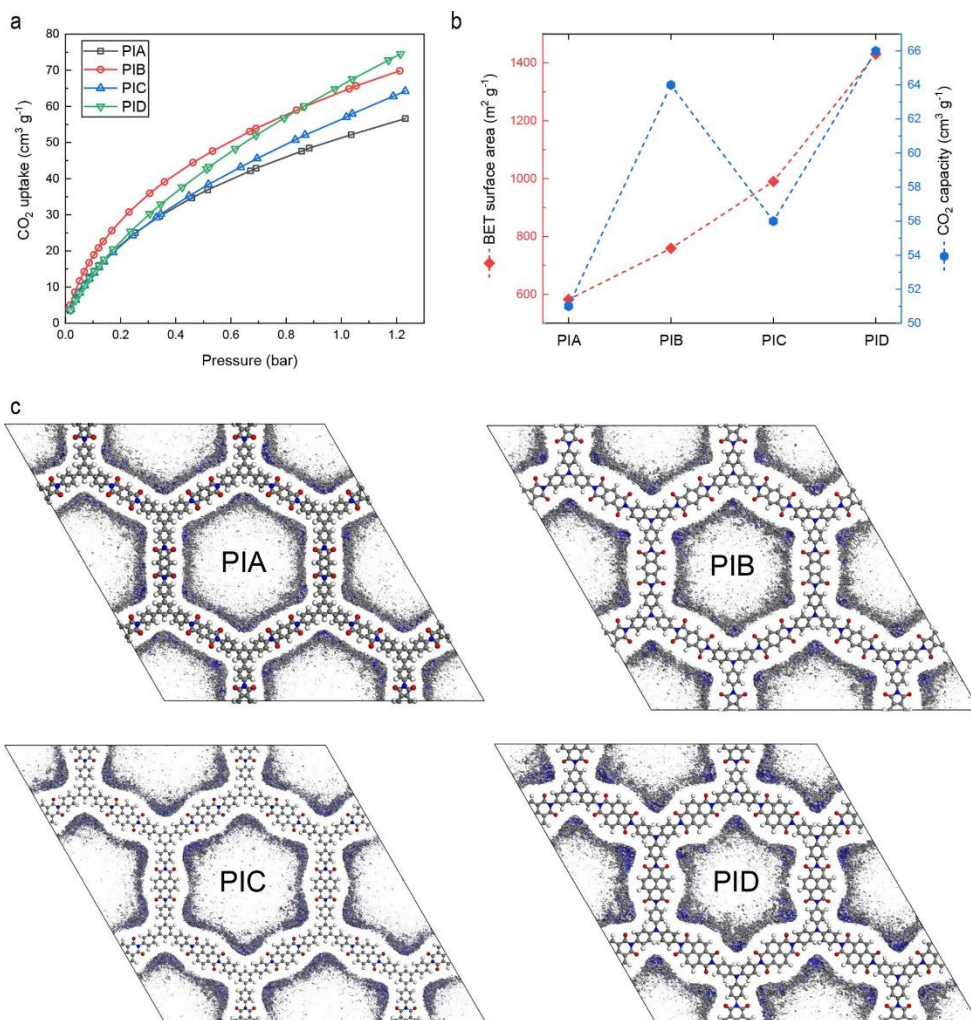 a
80
70
60
50
40
30
20
10
0
CO₂ uptake (cm³ g⁻¹)
PIA
PIB
PIC
PID
0.0 0.2 0.4 0.6 0.8 1.0 1.2
Pressure (bar)
b
1400
1200
1000
800
600
BET surface area (m² g⁻¹)
PIA PIB PIC PID
66
64
62
60
58
56
54
52
50
CO₂ capacity (cm³ g⁻¹)
c
PIA
PIB
PIC
PID